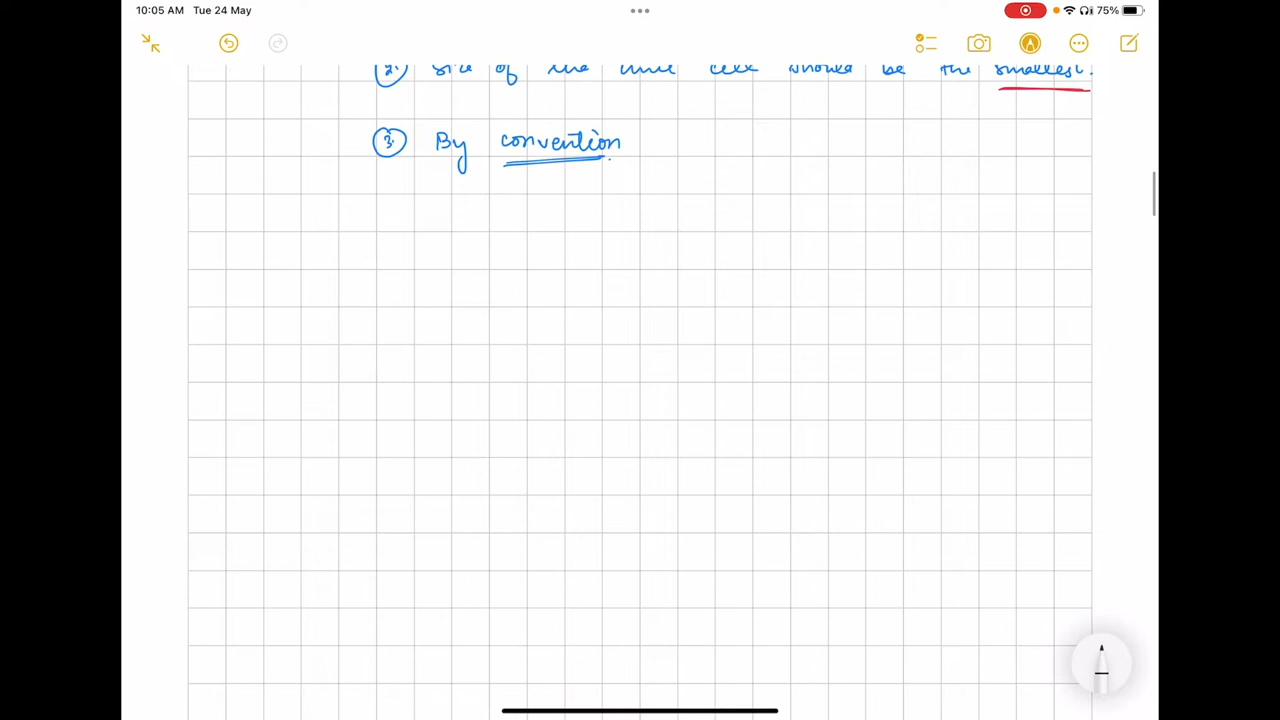 10:05 AM Tue 24 May
75%
2. Size of the unit cell should be the smallest.
3. By convention